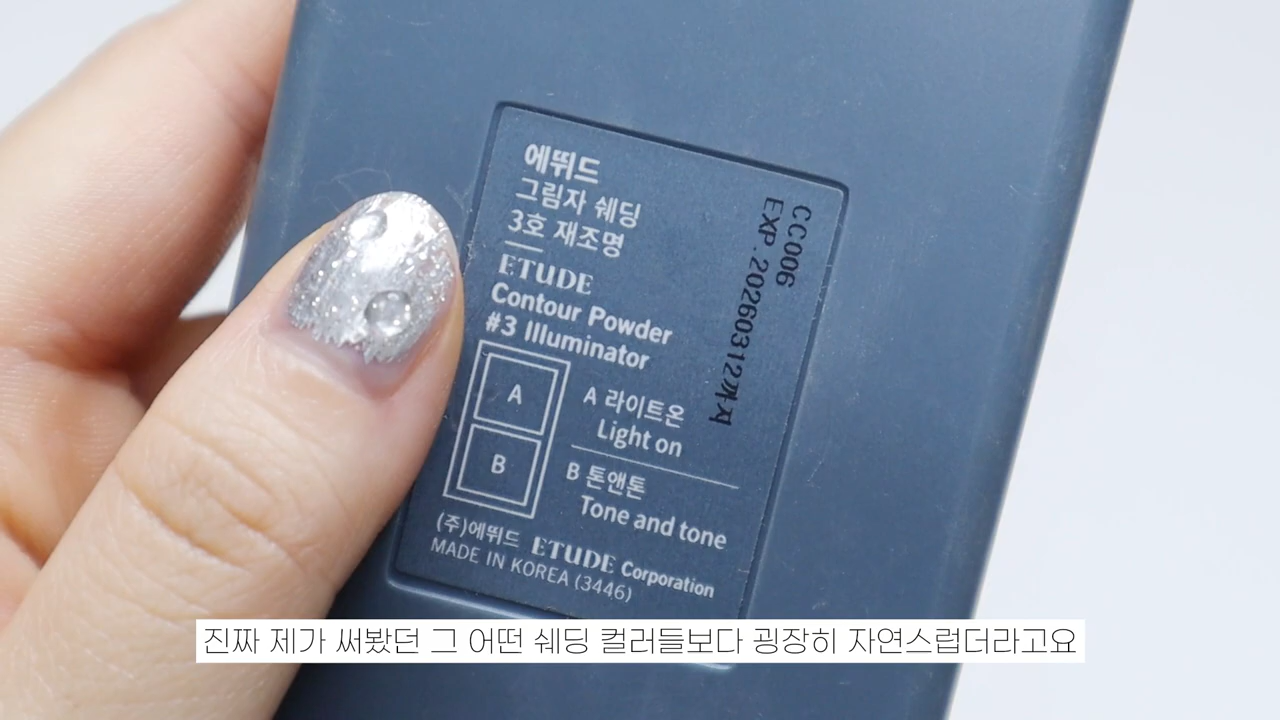 에뛰드
그림자 쉐딩
3호 재조명
ETUDE
Contour Powder
#3 Illuminator
A
B
A 라이트온
Light on
B 톤앤톤
Tone and tone
(주)에뛰드 ETUDE Corporation
MADE IN KOREA (3446)
CC006
EXP. 20260312까지
진짜 제가 써봤던 그 어떤 쉐딩 컬러들보다 굉장히 자연스럽더라고요